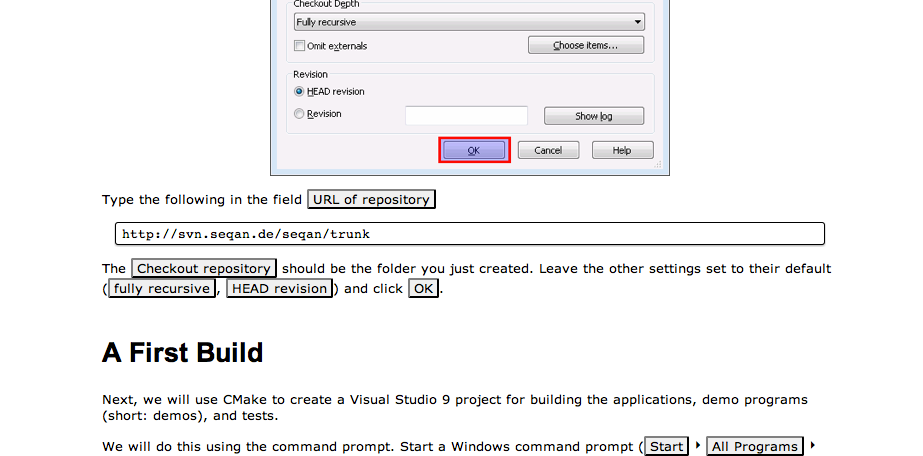 Checkout Depth
Fully recursive
Omit externals
Choose items...
Revision
HEAD revision
Revision
Show log
OK
Cancel
Help
Type the following in the field URL of repository
http://svn.seqan.de/seqan/trunk
The Checkout repository should be the folder you just created. Leave the other settings set to their default
(fully recursive, HEAD revision) and click OK.
A First Build
Next, we will use CMake to create a Visual Studio 9 project for building the applications, demo programs
(short: demos), and tests.
We will do this using the command prompt. Start a Windows command prompt (Start ‣ All Programs ‣